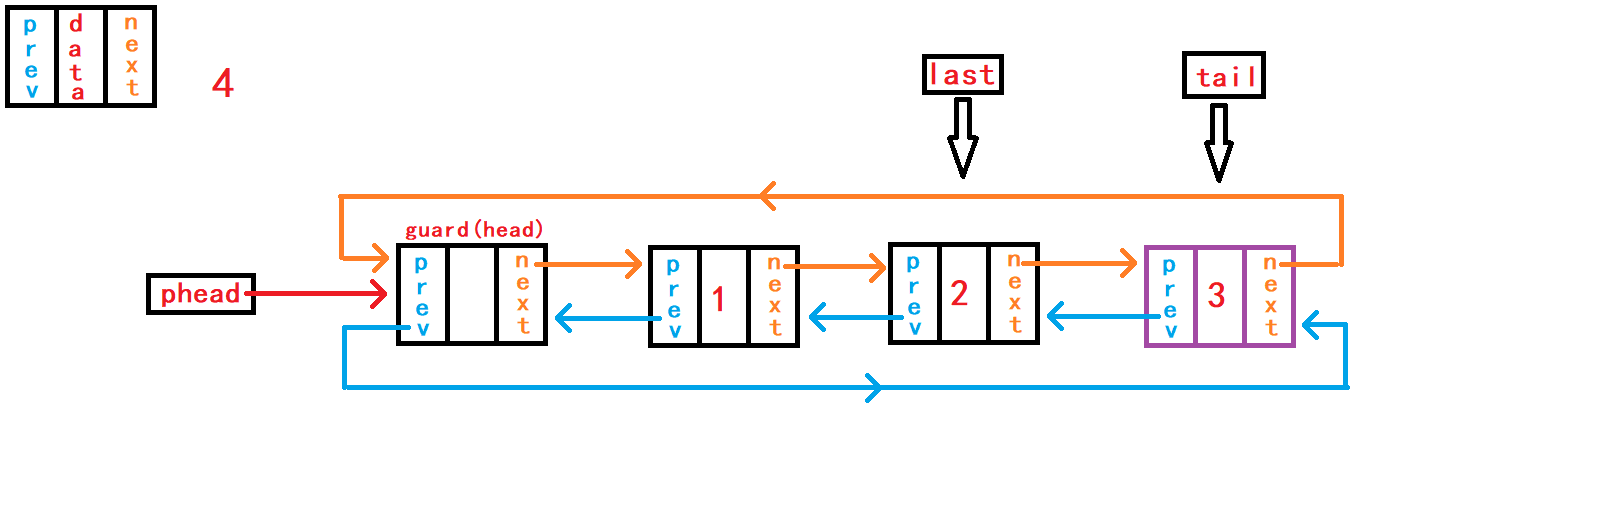 prev data next
4
last
tail
guard(head)
phead
prev next
prev 1 next
prev 2 next
prev 3 next